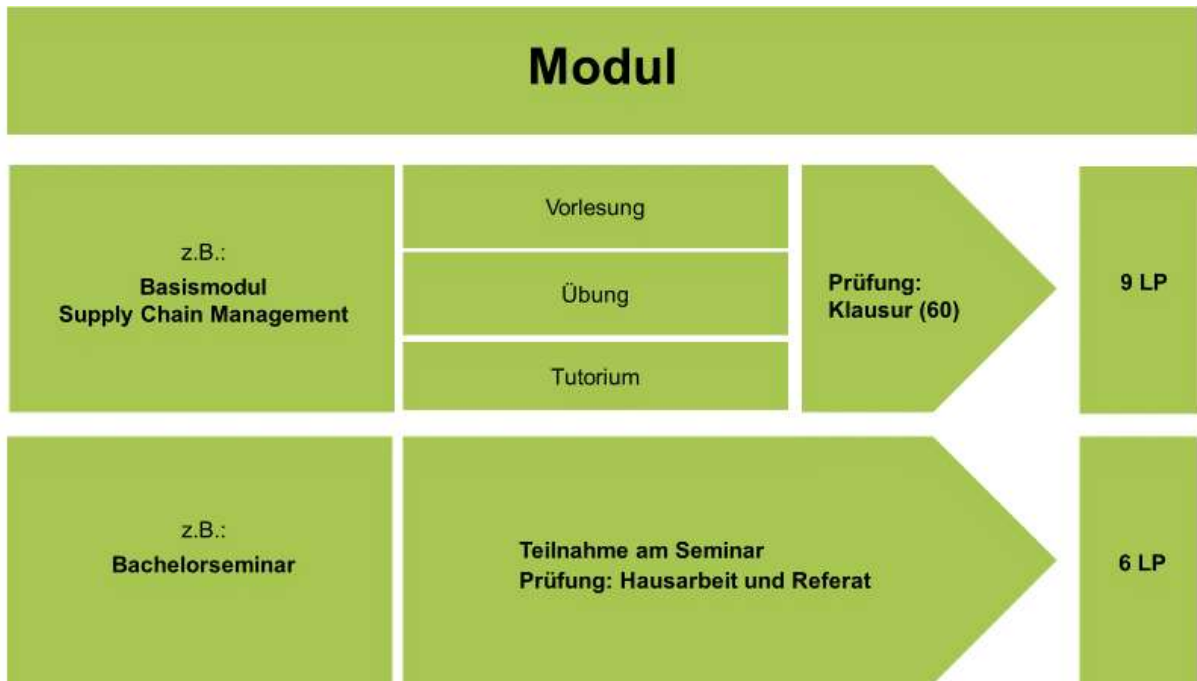 Modul
z.B.:
Basismodul
Supply Chain Management
Vorlesung
Übung
Tutorium
Prüfung:
Klausur (60)
9 LP
z.B.:
Bachelorseminar
Teilnahme am Seminar
Prüfung: Hausarbeit und Referat
6 LP